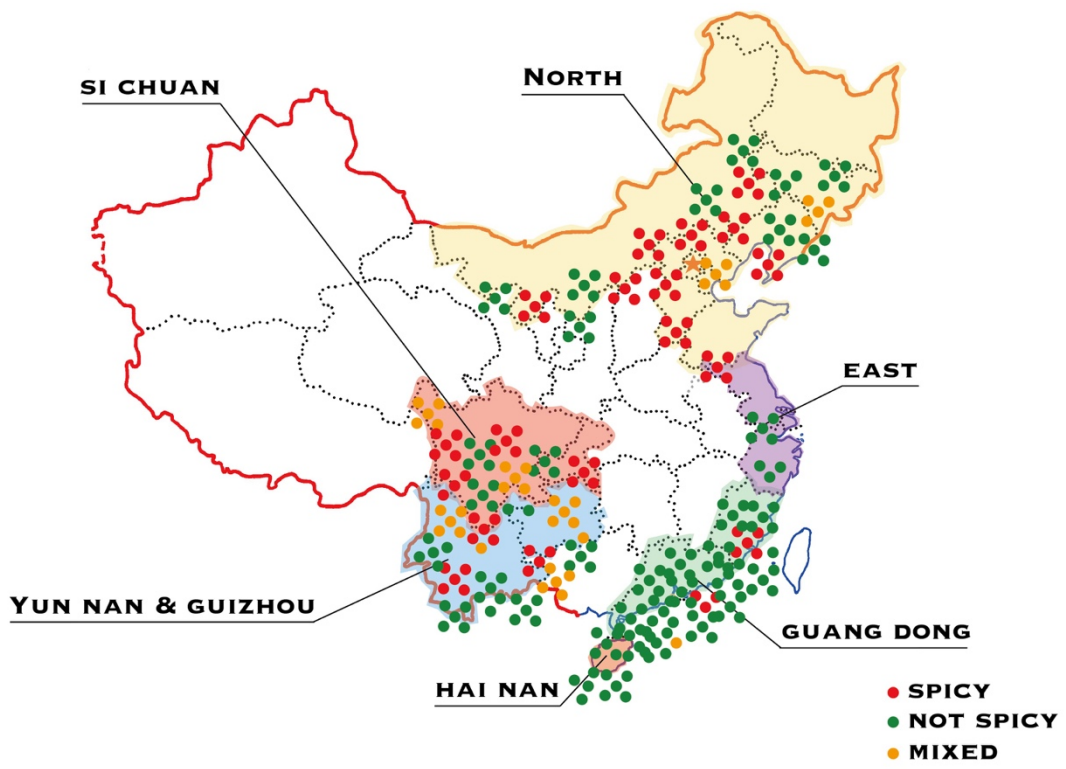 NORTH
SI CHUAN
EAST
YUN NAN & GUIZHOU
GUANG DONG
HAI NAN
SPICY
NOT SPICY
MIXED